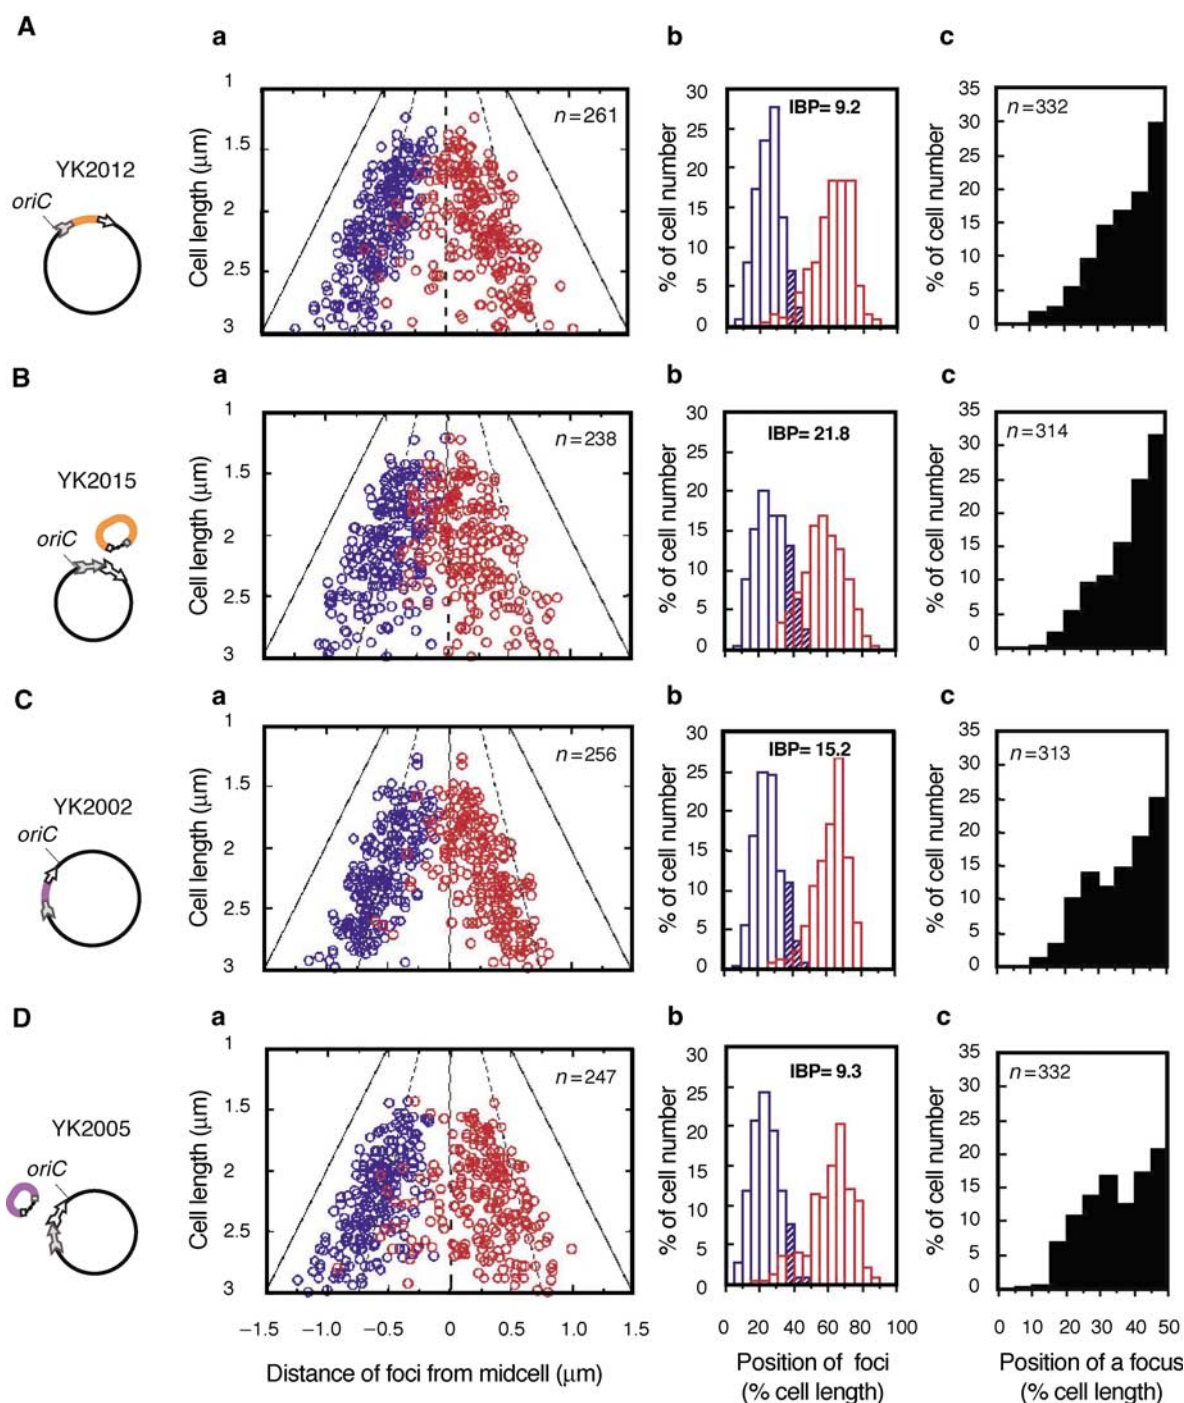 A
a
b
c
YK2012
oriC
Cell length (µm)
1
1.5
2
2.5
3
n=261
% of cell number
30
25
20
15
10
5
0
IBP= 9.2
% of cell number
35
30
25
20
15
10
5
0
n=332
B
a
b
c
YK2015
oriC
Cell length (µm)
1
1.5
2
2.5
3
n=238
% of cell number
30
25
20
15
10
5
0
IBP= 21.8
% of cell number
35
30
25
20
15
10
5
0
n=314
C
a
b
c
YK2002
oriC
Cell length (µm)
1
1.5
2
2.5
3
n=256
% of cell number
30
25
20
15
10
5
0
IBP= 15.2
% of cell number
35
30
25
20
15
10
5
0
n=313
D
a
b
c
YK2005
oriC
Cell length (µm)
1
1.5
2
2.5
3
n=247
% of cell number
30
25
20
15
10
5
0
IBP= 9.3
% of cell number
35
30
25
20
15
10
5
0
n=332
−1.5 −1.0 −0.5 0 0.5 1.0 1.5
Distance of foci from midcell (µm)
0 20 40 60 80 100
Position of foci
(% cell length)
0 10 20 30 40 50
Position of a focus
(% cell length)